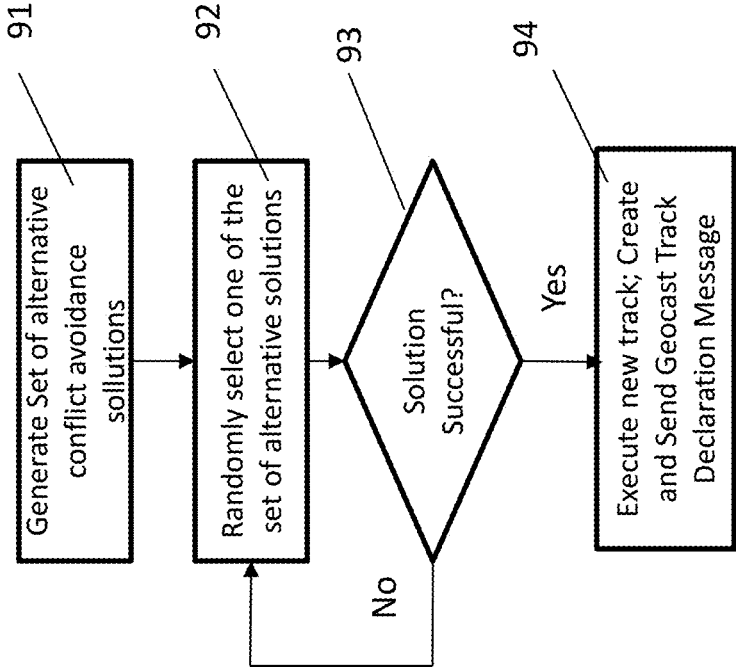 91
Generate Set of alternative
conflict avoidance
sollutions
92
Randomly select one of the
set of alternative solutions
93
Solution
Successful?
No
Yes
94
Execute new track; Create
and Send Geocast Track
Declaration Message